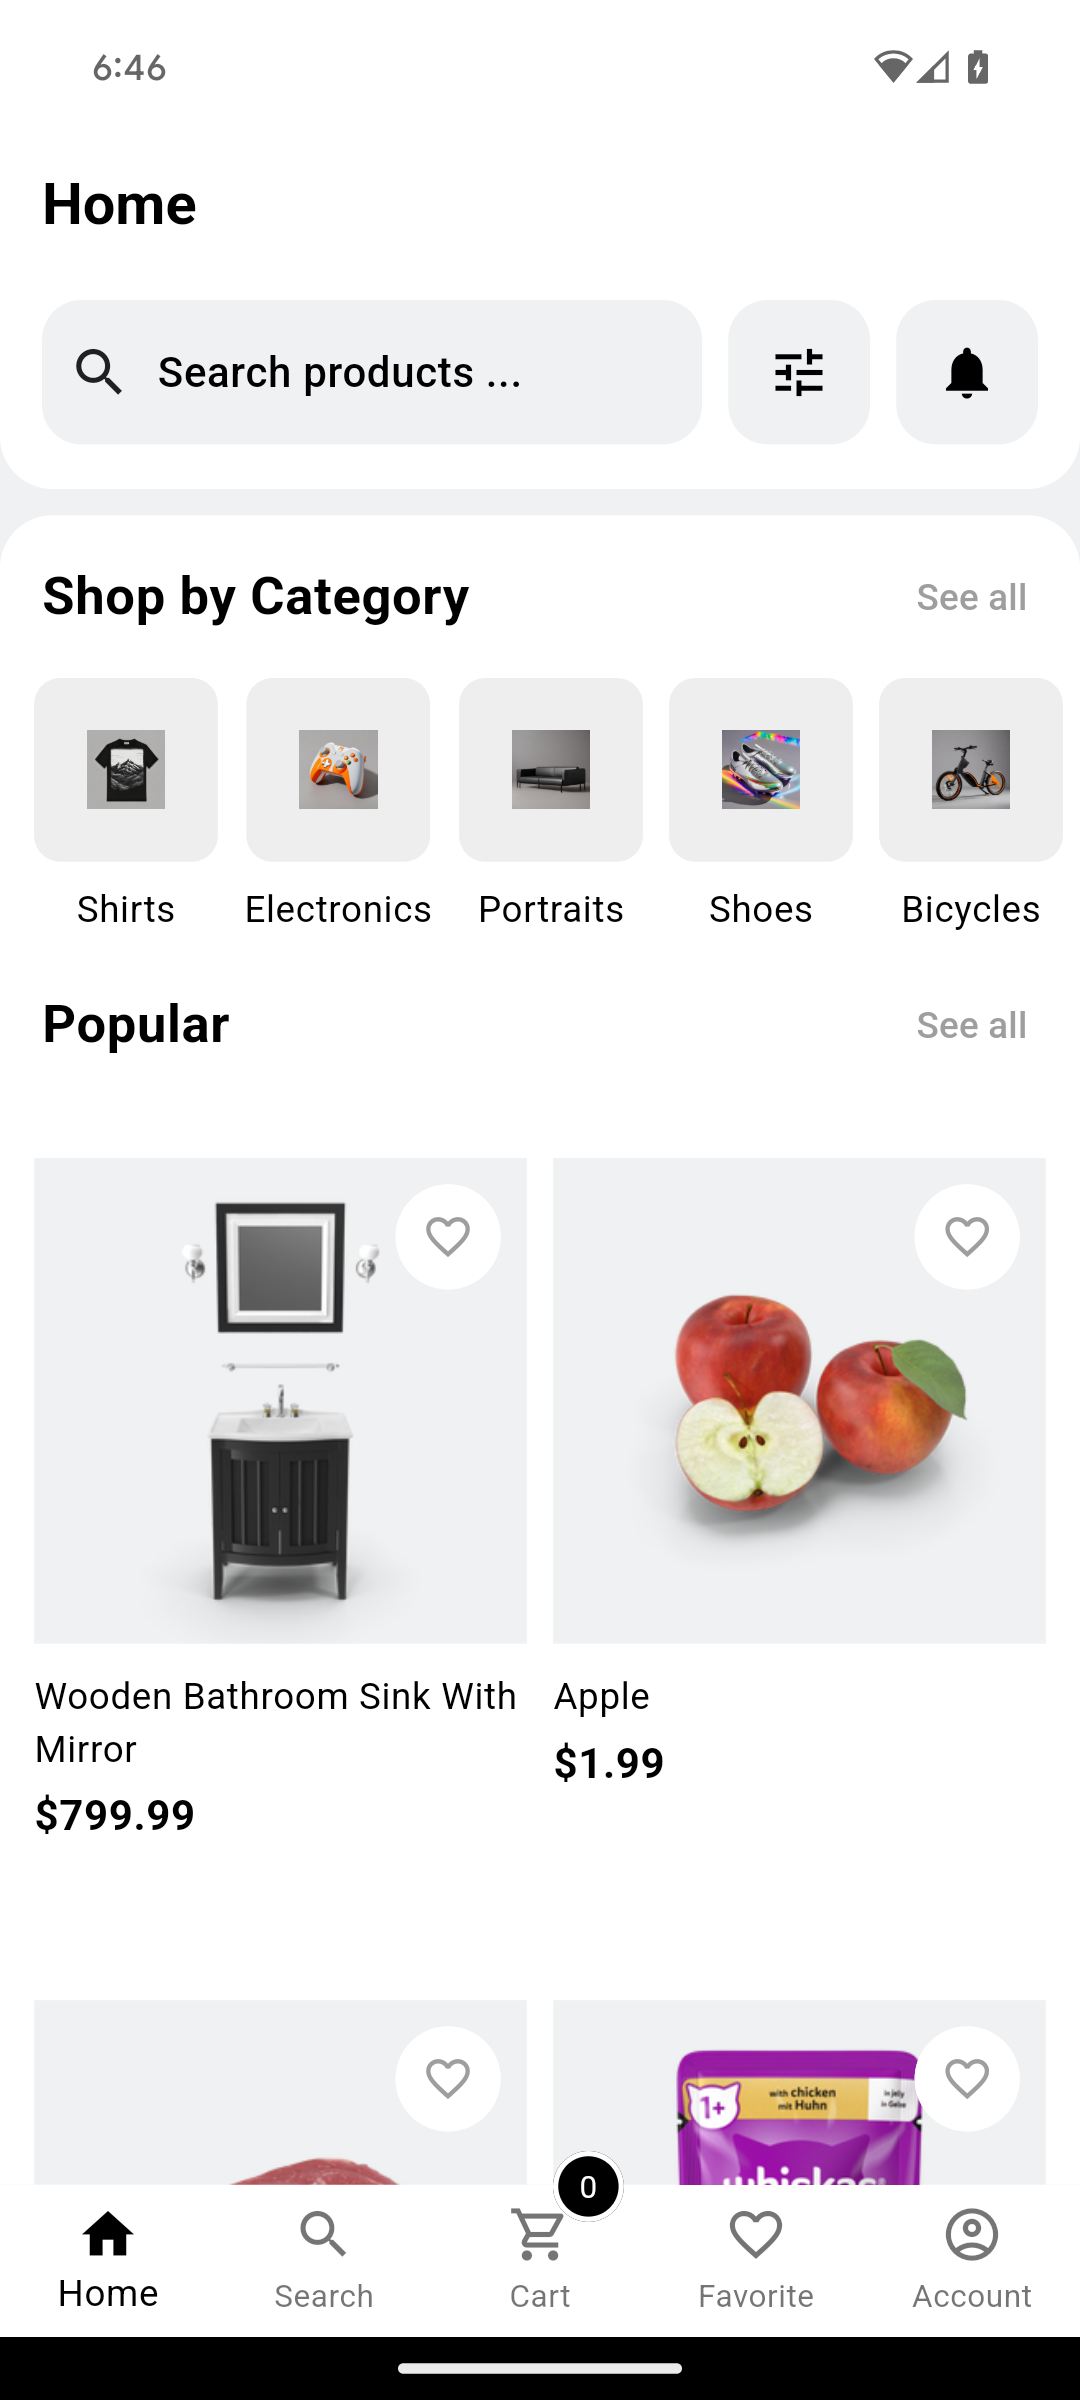 6:46
Home
Search products ...
Shop by Category
See all
Shirts
Electronics
Portraits
Shoes
Bicycles
Popular
See all
Wooden Bathroom Sink With
Mirror
$799.99
Apple
$1.99
1+
with chicken
mit Huhn
in Jelly
in Gelee
whiskas
0
Home
Search
Cart
Favorite
Account